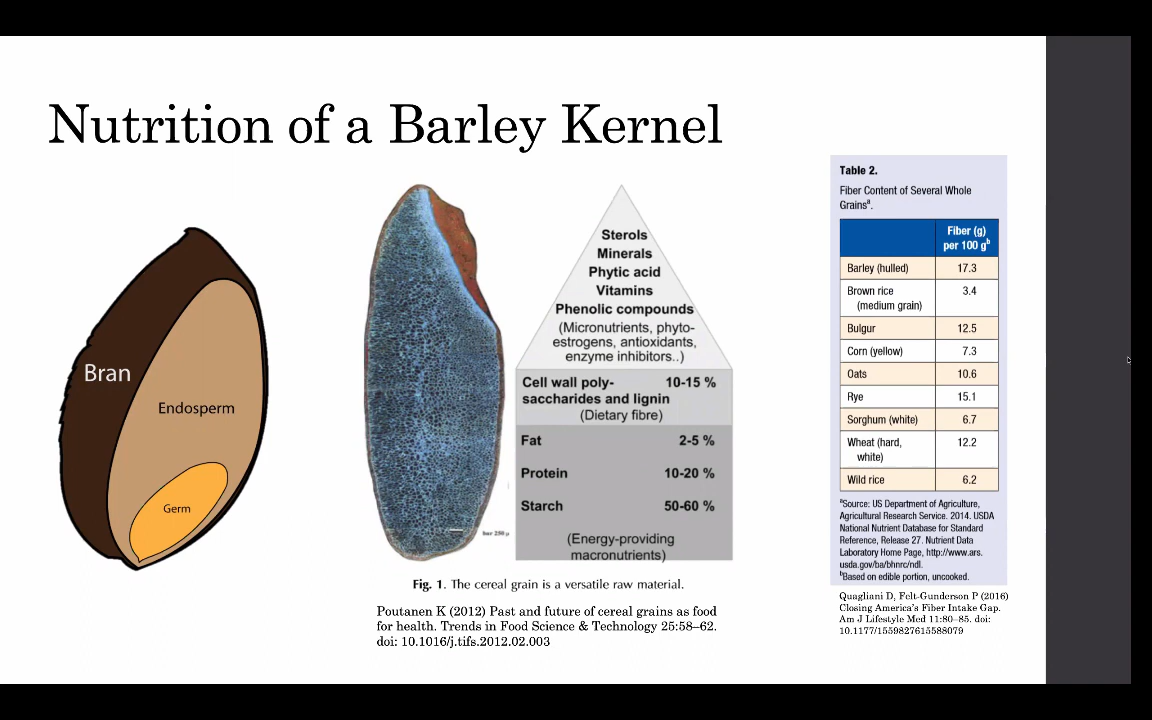 Nutrition of a Barley Kernel
Bran
Endosperm
Germ
bar 250 µ
Sterols
Minerals
Phytic acid
Vitamins
Phenolic compounds
(Micronutrients, phyto-
estrogens, antioxidants,
enzyme inhibitors..)
Cell wall poly- 10-15 %
saccharides and lignin
(Dietary fibre)
Fat 2-5 %
Protein 10-20 %
Starch 50-60 %
(Energy-providing
macronutrients)
Fig. 1. The cereal grain is a versatile raw material.
Poutanen K (2012) Past and future of cereal grains as food
for health. Trends in Food Science & Technology 25:58–62.
doi: 10.1016/j.tifs.2012.02.003
Table 2.
Fiber Content of Several Whole
Grainsᵃ.
Fiber (g)
per 100 gᵇ
Barley (hulled) 17.3
Brown rice 3.4
(medium grain)
Bulgur 12.5
Corn (yellow) 7.3
Oats 10.6
Rye 15.1
Sorghum (white) 6.7
Wheat (hard, 12.2
white)
Wild rice 6.2
ᵃSource: US Department of Agriculture,
Agricultural Research Service. 2014. USDA
National Nutrient Database for Standard
Reference, Release 27. Nutrient Data
Laboratory Home Page, http://www.ars.
usda.gov/ba/bhnrc/ndl.
ᵇBased on edible portion, uncooked.
Quagliani D, Felt-Gunderson P (2016)
Closing America's Fiber Intake Gap.
Am J Lifestyle Med 11:80–85. doi:
10.1177/1559827615588079